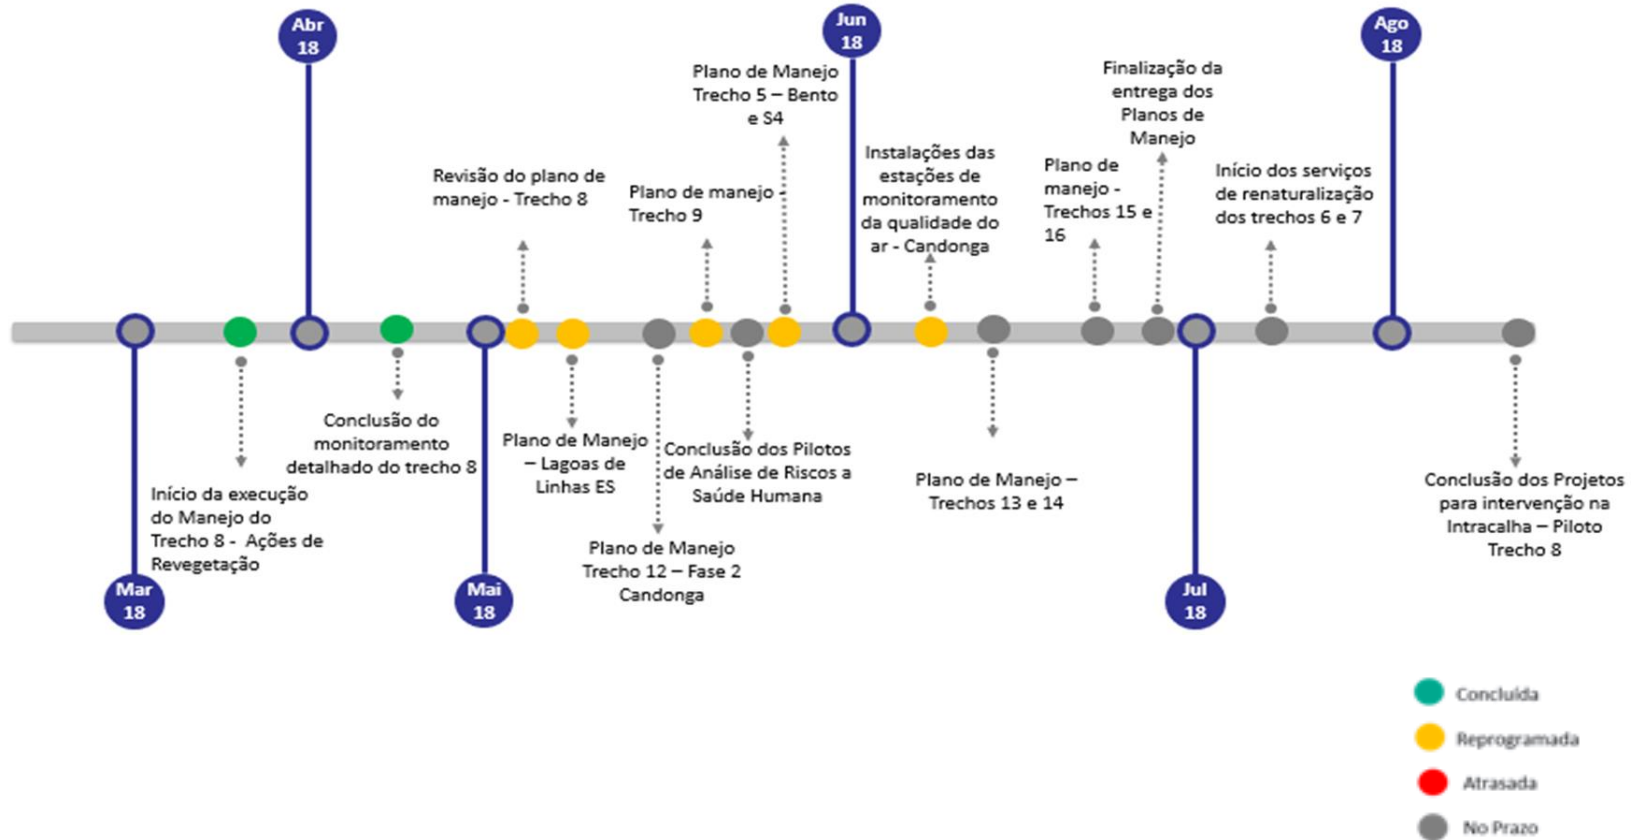 Abr
18
Jun
18
Ago
18
Plano de Manejo
Trecho 5 – Bento
e S4
Finalização da
entrega dos
Planos de
Manejo
Revisão do plano de
manejo - Trecho 8
Plano de manejo -
Trecho 9
Instalações das
estações de
monitoramento
da qualidade do
ar - Candonga
Plano de
manejo -
Trechos 15 e
16
Início dos serviços
de renaturalização
dos trechos 6 e 7
Início da execução
do Manejo do
Trecho 8 - Ações de
Revegetação
Conclusão do
monitoramento
detalhado do trecho 8
Plano de Manejo
– Lagoas de
Linhas ES
Plano de Manejo
Trecho 12 – Fase 2
Candonga
Conclusão dos Pilotos
de Análise de Riscos a
Saúde Humana
Plano de Manejo –
Trechos 13 e 14
Conclusão dos Projetos
para intervenção na
Intracalha – Piloto
Trecho 8
Mar
18
Mai
18
Jul
18
Concluída
Reprogramada
Atrasada
No Prazo